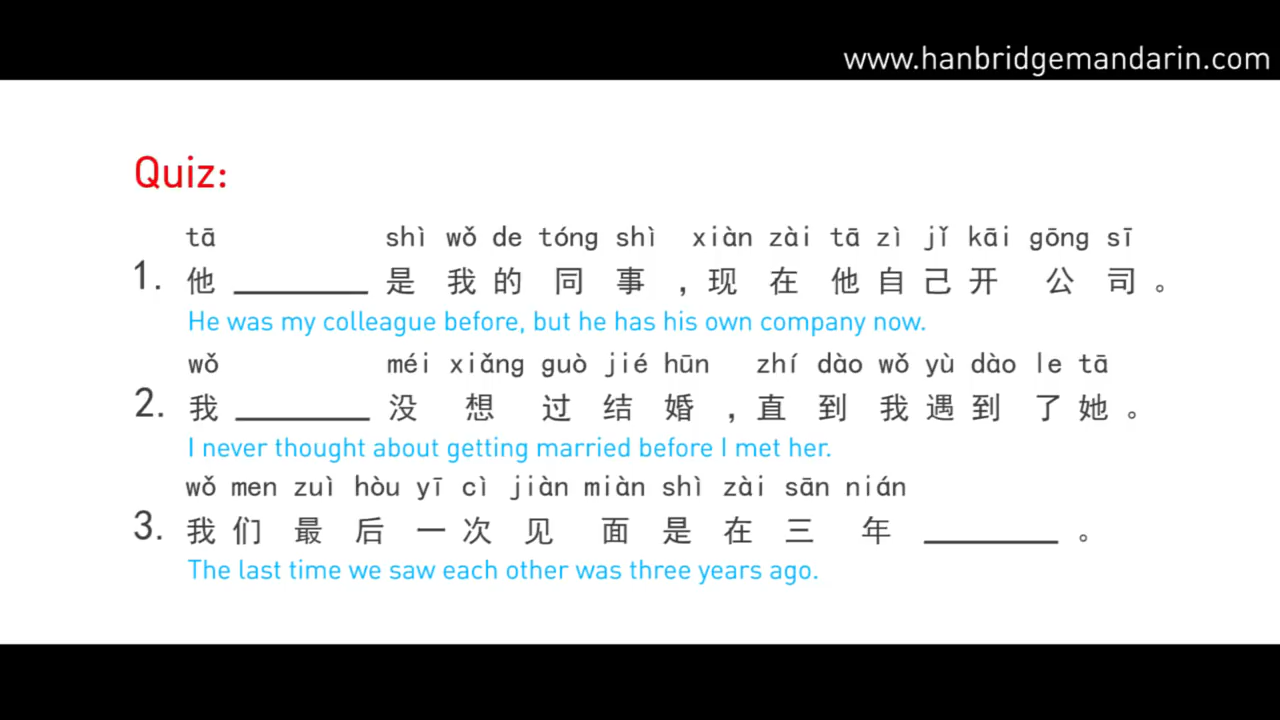 www.hanbridgemandarin.com
Quiz:
tā shì wǒ de tóng shì xiàn zài tā zì jǐ kāi gōng sī
1. 他 ________ 是我的同事，现在他自己开公司。
He was my colleague before, but he has his own company now.
wǒ méi xiǎng guò jié hūn zhí dào wǒ yù dào le tā
2. 我 ________ 没想过结婚，直到我遇到了她。
I never thought about getting married before I met her.
wǒ men zuì hòu yī cì jiàn miàn shì zài sān nián
3. 我们最后一次见面是在三年 ________ 。
The last time we saw each other was three years ago.